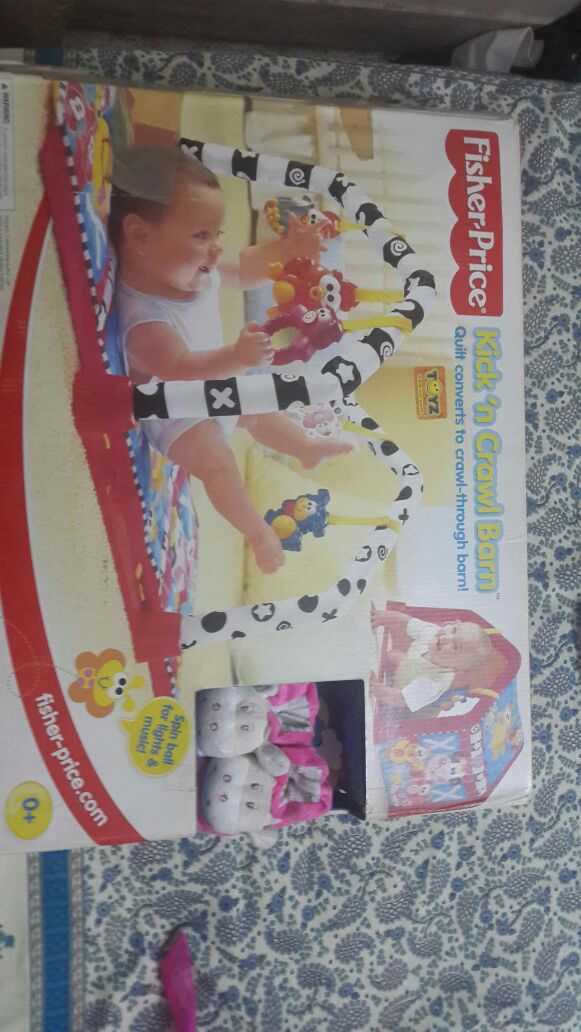 Fisher-Price®
Kick 'n Crawl Barn™
Quilt converts to crawl-through barn!
TOYZ
Spin ball
for lights &
music!
fisher-price.com
0+
WARNING